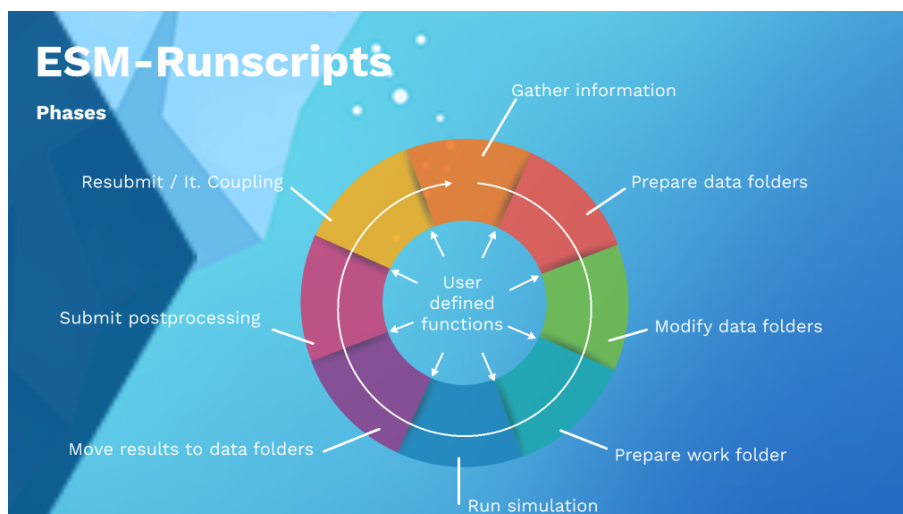 ESM-Runscripts
Phases
Gather information
Prepare data folders
Modify data folders
Prepare work folder
Run simulation
Move results to data folders
Submit postprocessing
Resubmit / It. Coupling
User
defined
functions